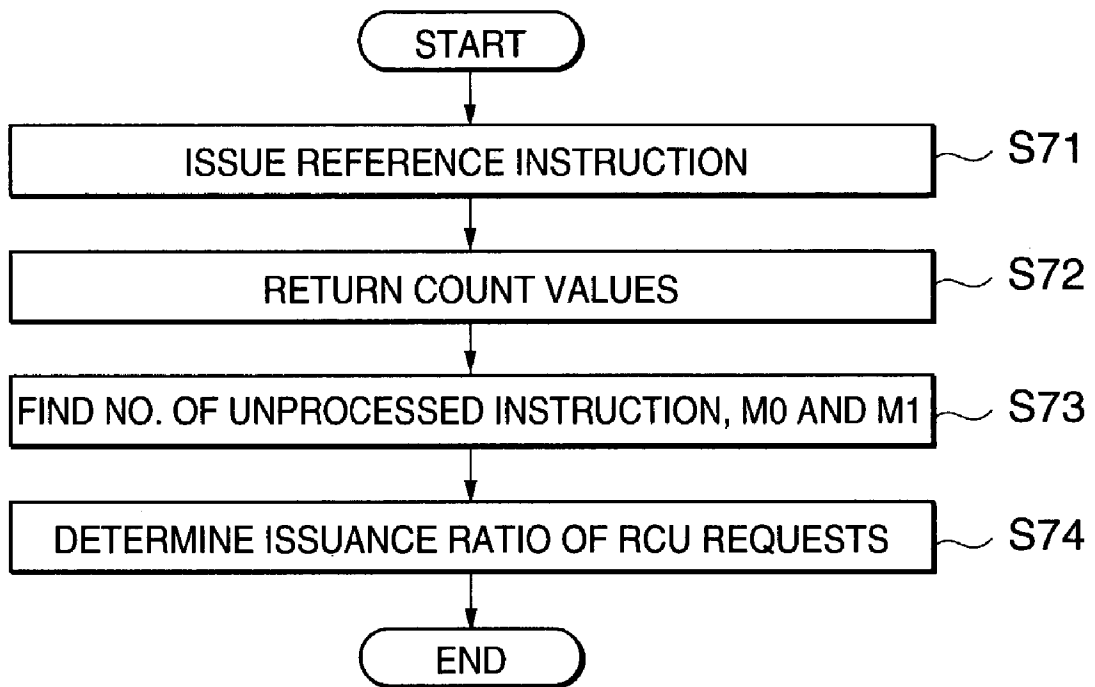 START
ISSUE REFERENCE INSTRUCTION
S71
RETURN COUNT VALUES
S72
FIND NO. OF UNPROCESSED INSTRUCTION, M0 AND M1
S73
DETERMINE ISSUANCE RATIO OF RCU REQUESTS
S74
END